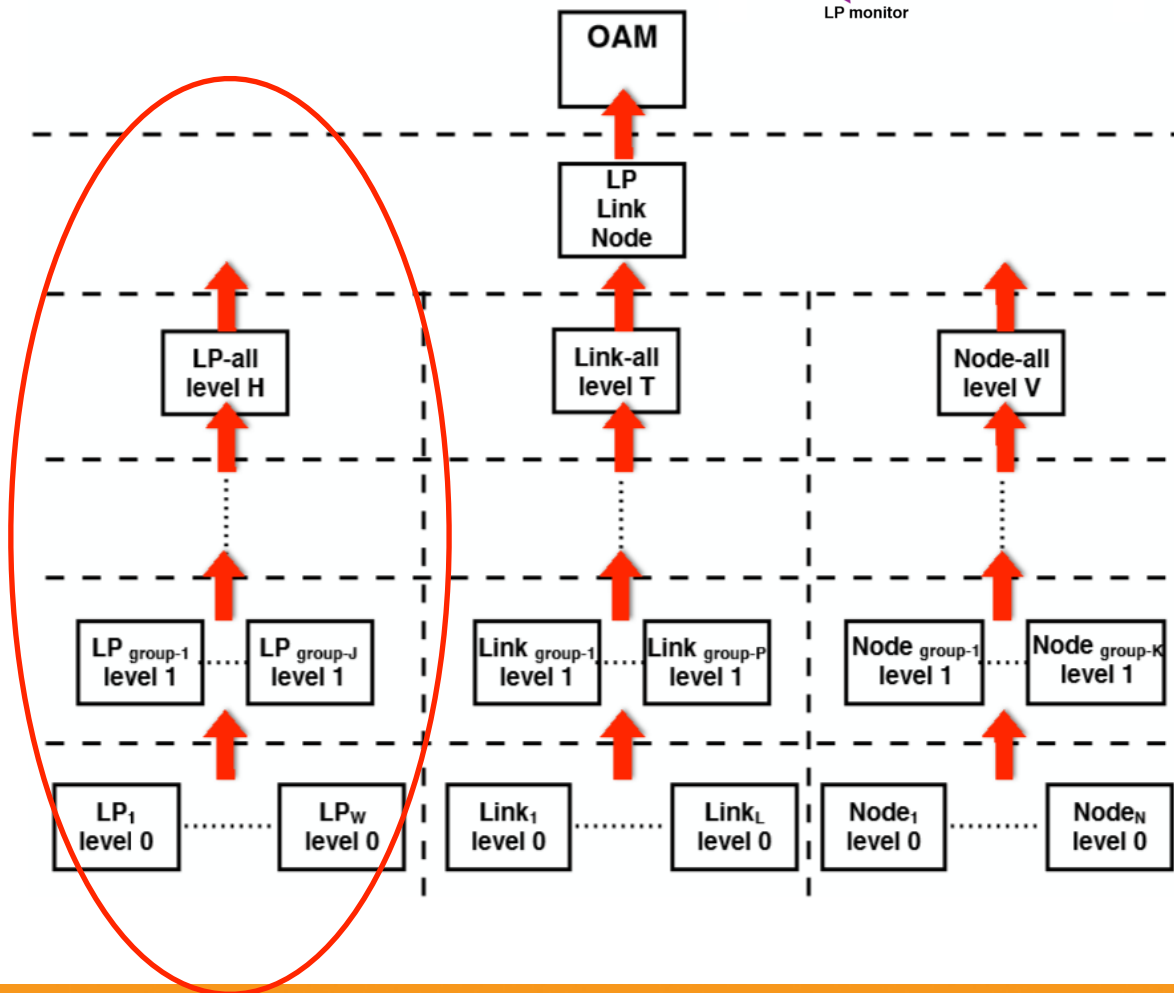 LP monitor
OAM
LP
Link
Node
LP-all
level H
Link-all
level T
Node-all
level V
LP group-1
level 1
LP group-J
level 1
Link group-1
level 1
Link group-P
level 1
Node group-1
level 1
Node group-K
level 1
LP1
level 0
LPW
level 0
Link1
level 0
LinkL
level 0
Node1
level 0
NodeN
level 0